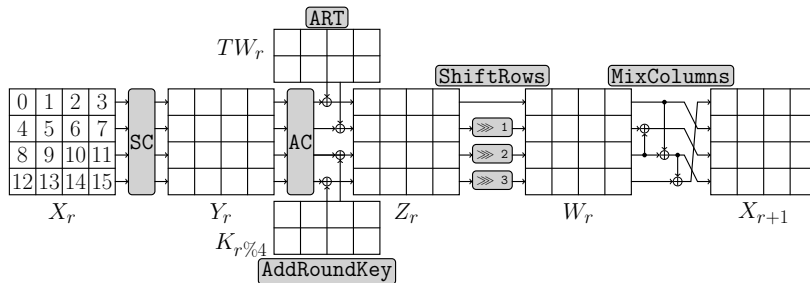 ART
TW_r
ShiftRows
MixColumns
0 1 2 3
4 5 6 7
8 9 10 11
12 13 14 15
SC
AC
⋙ 1
⋙ 2
⋙ 3
X_r
Y_r
Z_r
W_r
X_{r+1}
K_{r%4}
AddRoundKey